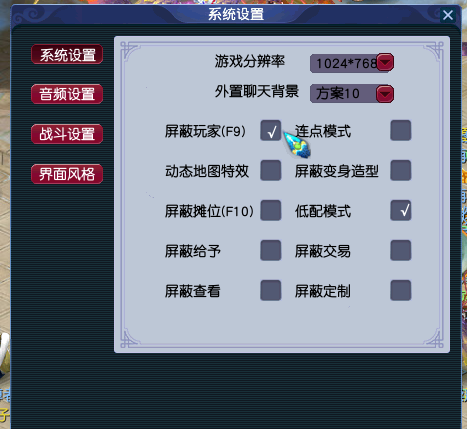 系统设置
系统设置
游戏分辨率 1024*768
音频设置
外置聊天背景 方案10
战斗设置
屏蔽玩家(F9) √ 连点模式
界面风格
动态地图特效 屏蔽变身造型
屏蔽摊位(F10) 低配模式 √
屏蔽给予 屏蔽交易
屏蔽查看 屏蔽定制